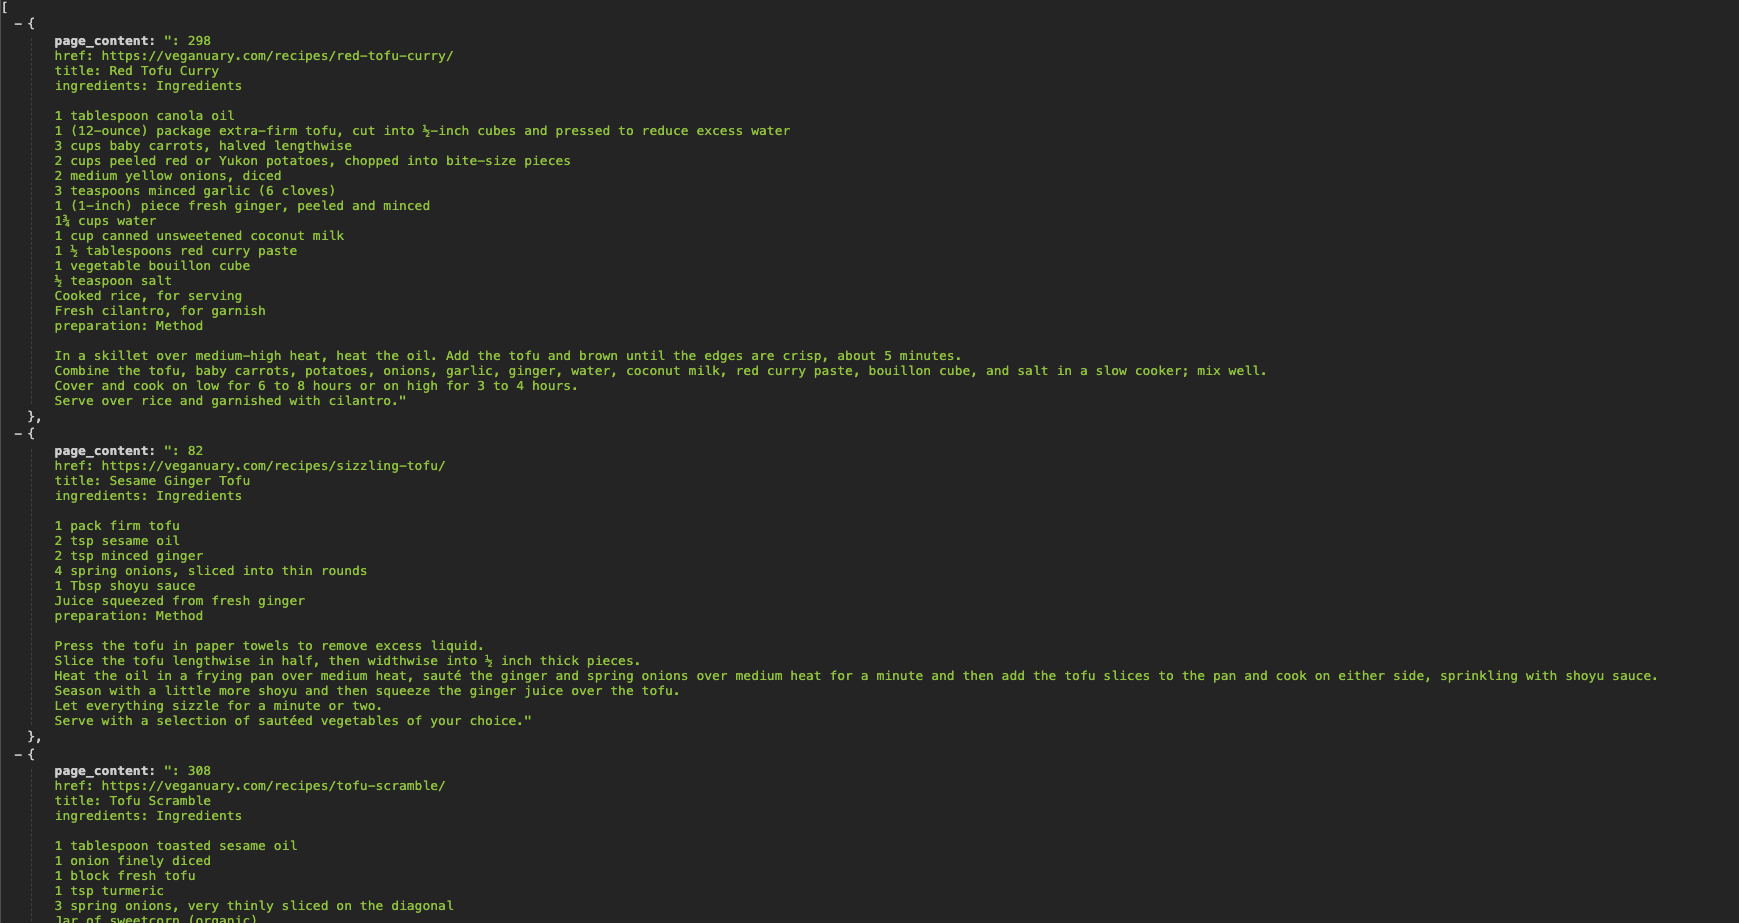 [
– {
page_content: ": 298
href: https://veganuary.com/recipes/red-tofu-curry/
title: Red Tofu Curry
ingredients: Ingredients
1 tablespoon canola oil
1 (12-ounce) package extra-firm tofu, cut into ½-inch cubes and pressed to reduce excess water
3 cups baby carrots, halved lengthwise
2 cups peeled red or Yukon potatoes, chopped into bite-size pieces
2 medium yellow onions, diced
3 teaspoons minced garlic (6 cloves)
1 (1-inch) piece fresh ginger, peeled and minced
1¾ cups water
1 cup canned unsweetened coconut milk
1 ½ tablespoons red curry paste
1 vegetable bouillon cube
½ teaspoon salt
Cooked rice, for serving
Fresh cilantro, for garnish
preparation: Method
In a skillet over medium-high heat, heat the oil. Add the tofu and brown until the edges are crisp, about 5 minutes.
Combine the tofu, baby carrots, potatoes, onions, garlic, ginger, water, coconut milk, red curry paste, bouillon cube, and salt in a slow cooker; mix well.
Cover and cook on low for 6 to 8 hours or on high for 3 to 4 hours.
Serve over rice and garnished with cilantro."
},
– {
page_content: ": 82
href: https://veganuary.com/recipes/sizzling-tofu/
title: Sesame Ginger Tofu
ingredients: Ingredients
1 pack firm tofu
2 tsp sesame oil
2 tsp minced ginger
4 spring onions, sliced into thin rounds
1 Tbsp shoyu sauce
Juice squeezed from fresh ginger
preparation: Method
Press the tofu in paper towels to remove excess liquid.
Slice the tofu lengthwise in half, then widthwise into ½ inch thick pieces.
Heat the oil in a frying pan over medium heat, sauté the ginger and spring onions over medium heat for a minute and then add the tofu slices to the pan and cook on either side, sprinkling with shoyu sauce.
Season with a little more shoyu and then squeeze the ginger juice over the tofu.
Let everything sizzle for a minute or two.
Serve with a selection of sautéed vegetables of your choice."
},
– {
page_content: ": 308
href: https://veganuary.com/recipes/tofu-scramble/
title: Tofu Scramble
ingredients: Ingredients
1 tablespoon toasted sesame oil
1 onion finely diced
1 block fresh tofu
1 tsp turmeric
3 spring onions, very thinly sliced on the diagonal
Jar of sweetcorn (organic)